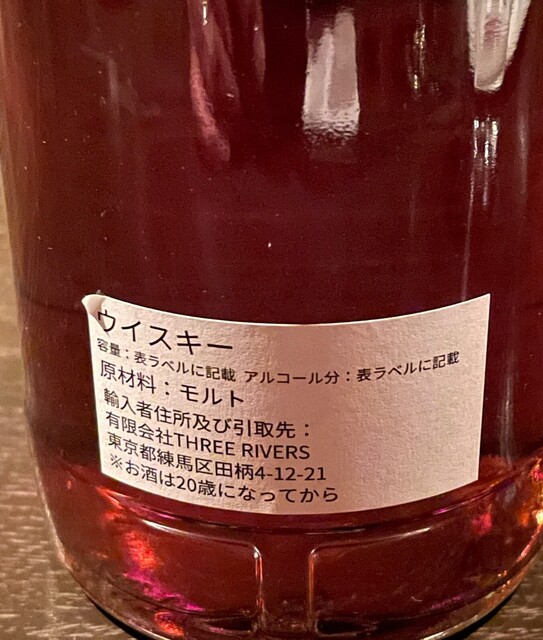 ウイスキー
容量：表ラベルに記載 アルコール分：表ラベルに記載
原材料：モルト
輸入者住所及び引取先：
有限会社THREE RIVERS
東京都練馬区田柄4-12-21
※お酒は20歳になってから